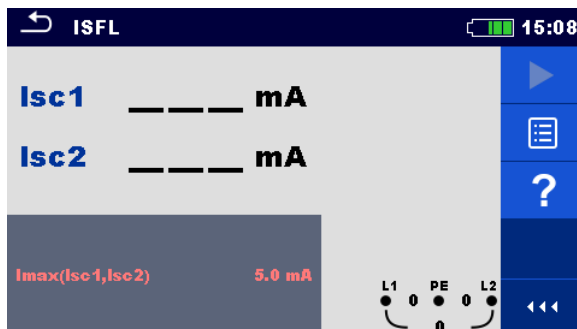 ISFL 15:08
Isc1 ___ mA
Isc2 ___ mA
?
Imax(Isc1,Isc2) 5.0 mA
L1 PE L2
0 0
0